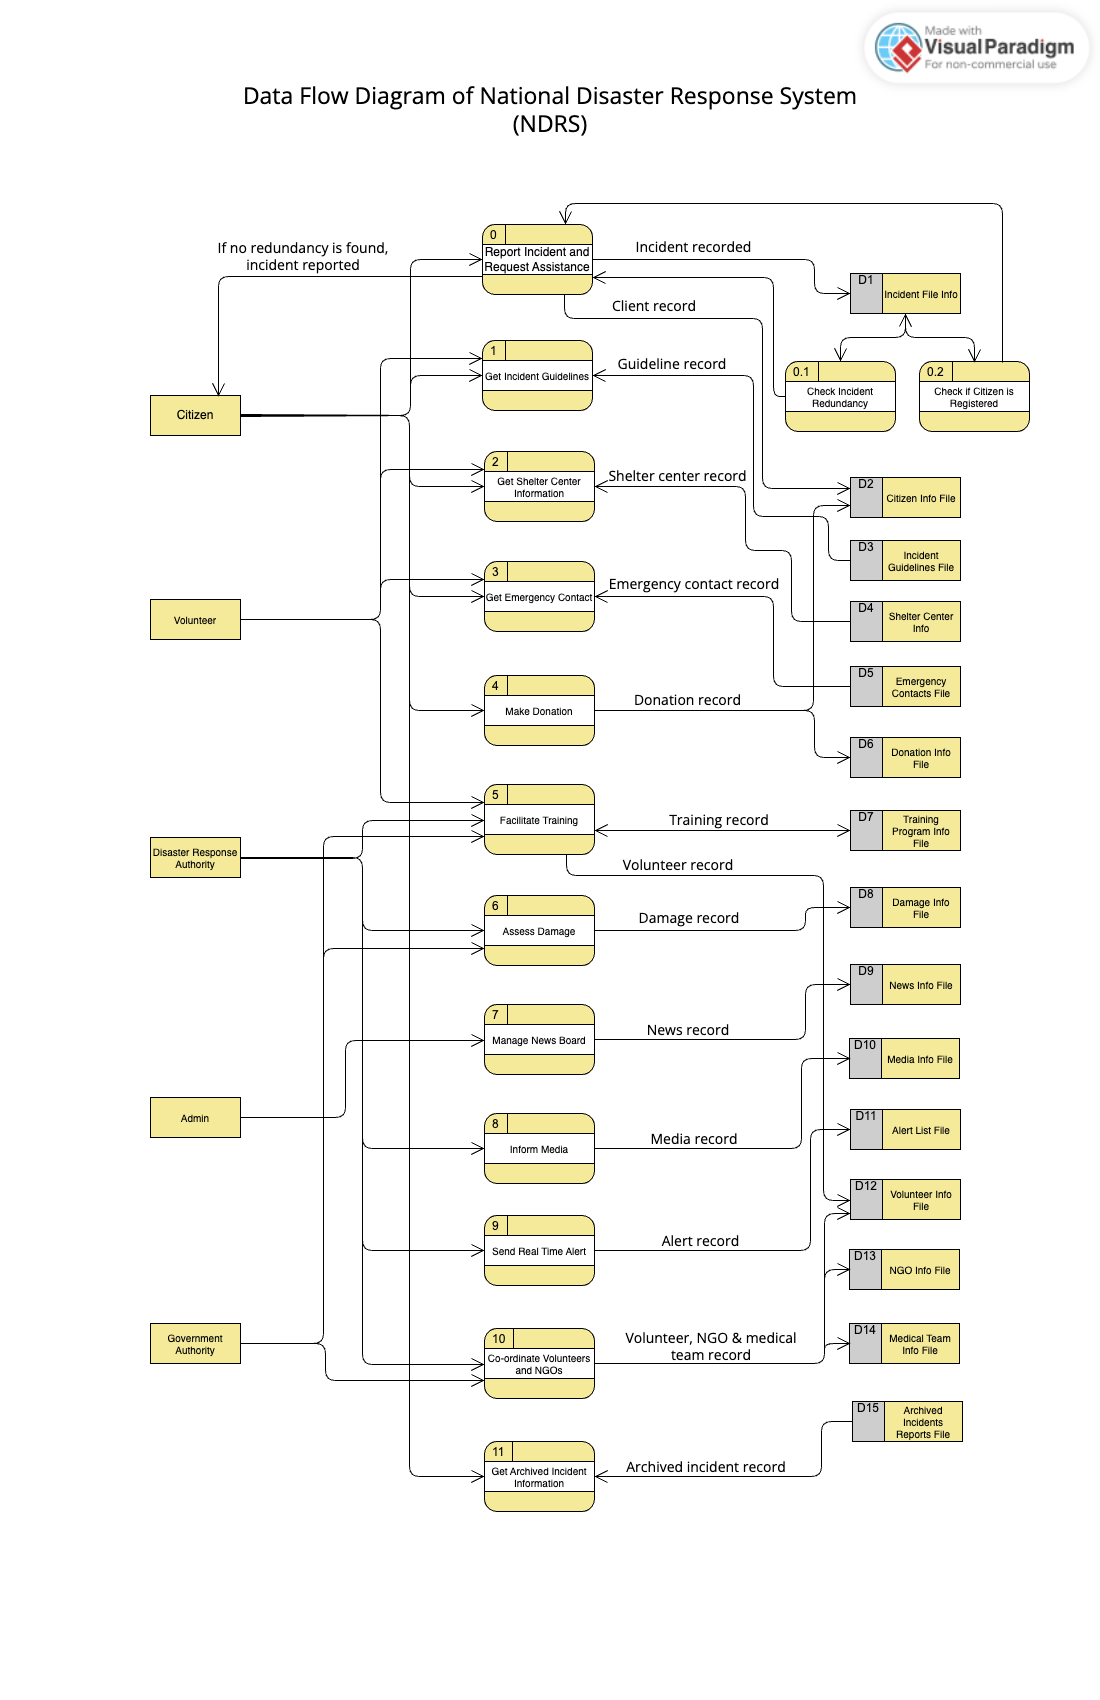 Made with
VisualParadigm
For non-commercial use
Data Flow Diagram of National Disaster Response System
(NDRS)
If no redundancy is found,
incident reported
0
Report Incident and
Request Assistance
Incident recorded
D1
Incident File Info
Client record
1
Get Incident Guidelines
Guideline record
0.1
Check Incident
Redundancy
0.2
Check if Citizen is
Registered
Citizen
2
Get Shelter Center
Information
Shelter center record
D2
Citizen Info File
D3
Incident
Guidelines File
3
Get Emergency Contact
Emergency contact record
Volunteer
D4
Shelter Center
Info
D5
Emergency
Contacts File
4
Make Donation
Donation record
D6
Donation Info
File
5
Facilitate Training
Training record
D7
Training
Program Info
File
Disaster Response
Authority
Volunteer record
D8
Damage Info
File
6
Assess Damage
Damage record
D9
News Info File
7
Manage News Board
News record
D10
Media Info File
Admin
8
Inform Media
Media record
D11
Alert List File
D12
Volunteer Info
File
9
Send Real Time Alert
Alert record
D13
NGO Info File
Government
Authority
10
Co-ordinate Volunteers
and NGOs
Volunteer, NGO & medical
team record
D14
Medical Team
Info File
D15
Archived
Incidents
Reports File
11
Get Archived Incident
Information
Archived incident record